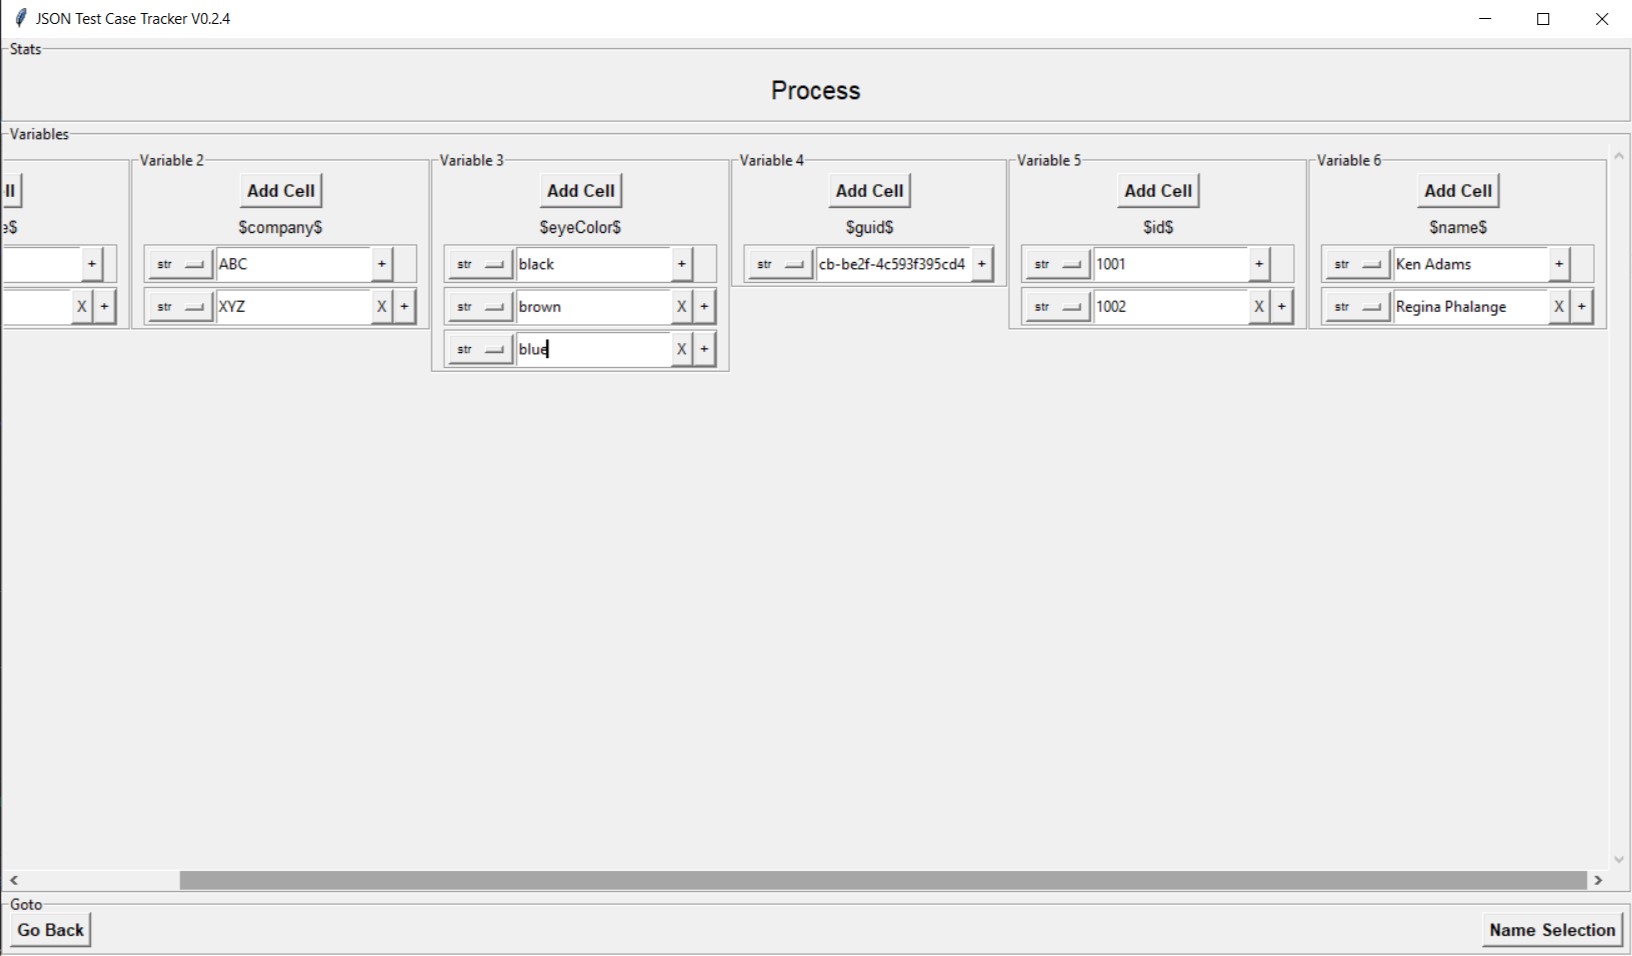 JSON Test Case Tracker V0.2.4
Stats
Process
Variables
Variable 2 Variable 3 Variable 4 Variable 5 Variable 6
ll Add Cell Add Cell Add Cell Add Cell Add Cell
e$ $company$ $eyeColor$ $guid$ $id$ $name$
+ str ABC + str black + str cb-be2f-4c593f395cd4 + str 1001 + str Ken Adams +
X + str XYZ X + str brown X + str 1002 X + str Regina Phalange X +
str blue X +
Goto
Go Back Name Selection